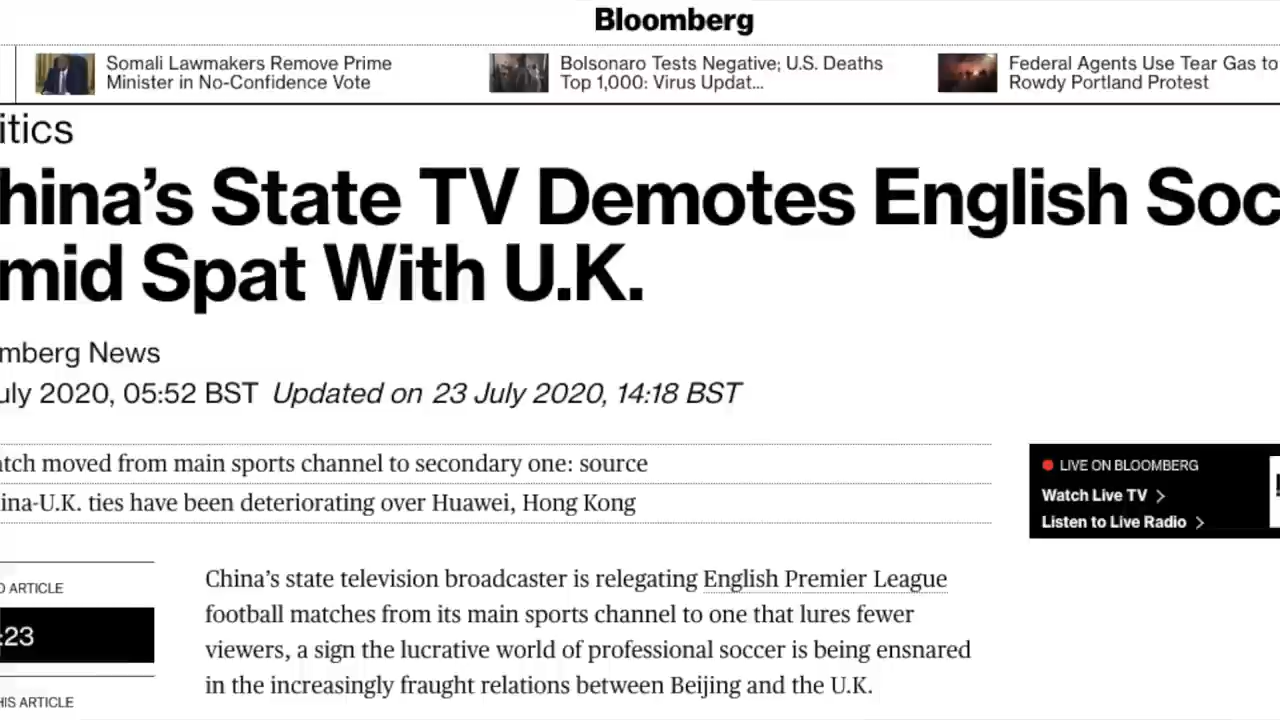 Bloomberg
Somali Lawmakers Remove Prime
Minister in No-Confidence Vote
Bolsonaro Tests Negative; U.S. Deaths
Top 1,000: Virus Updat...
Federal Agents Use Tear Gas to
Rowdy Portland Protest
itics
hina's State TV Demotes English Soc
mid Spat With U.K.
mberg News
uly 2020, 05:52 BST Updated on 23 July 2020, 14:18 BST
atch moved from main sports channel to secondary one: source
ina-U.K. ties have been deteriorating over Huawei, Hong Kong
LIVE ON BLOOMBERG
Watch Live TV >
Listen to Live Radio >
O ARTICLE
:23
HIS ARTICLE
China's state television broadcaster is relegating English Premier League
football matches from its main sports channel to one that lures fewer
viewers, a sign the lucrative world of professional soccer is being ensnared
in the increasingly fraught relations between Beijing and the U.K.